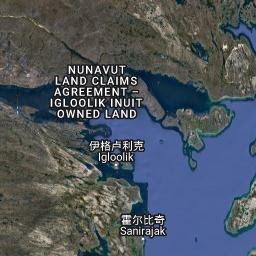 NUNAVUT
LAND CLAIMS
AGREEMENT –
IGLOOLIK INUIT
OWNED LAND
伊格卢利克
Igloolik
霍尔比奇
Sanirajak